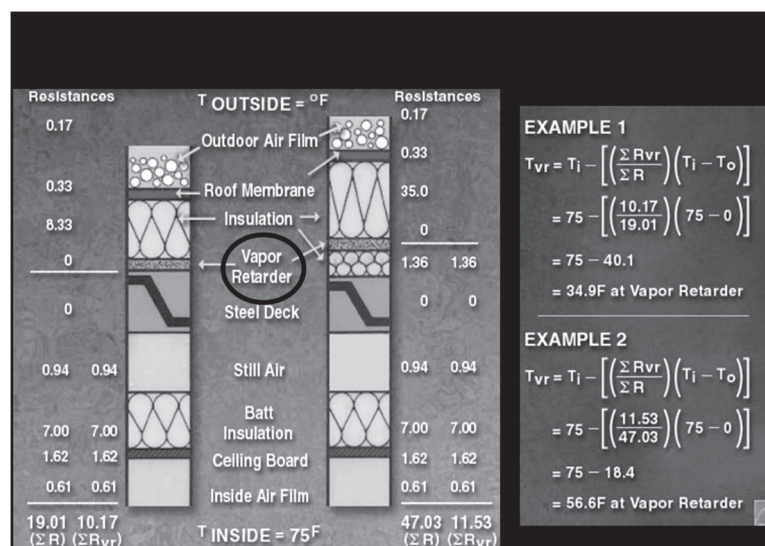 Resistances
T OUTSIDE = °F
Resistances
0.17
0.17
Outdoor Air Film
0.33
0.33
Roof Membrane
35.0
Insulation
8.33
0
Vapor
Retarder
0
1.36 1.36
0
Steel Deck
0 0
0.94 0.94
Still Air
0.94 0.94
Batt
Insulation
7.00 7.00
7.00 7.00
1.62 1.62
Ceiling Board
1.62 1.62
0.61 0.61
Inside Air Film
0.61 0.61
19.01 10.17
(ΣR) (ΣRvr)
T INSIDE = 75F
47.03 11.53
(ΣR) (ΣRvr)
EXAMPLE 1
Tvr = Ti − [(ΣRvr/ΣR)(Ti − To)]
= 75 − [(10.17/19.01)(75 − 0)]
= 75 − 40.1
= 34.9F at Vapor Retarder
EXAMPLE 2
Tvr = Ti − [(ΣRvr/ΣR)(Ti − To)]
= 75 − [(11.53/47.03)(75 − 0)]
= 75 − 18.4
= 56.6F at Vapor Retarder